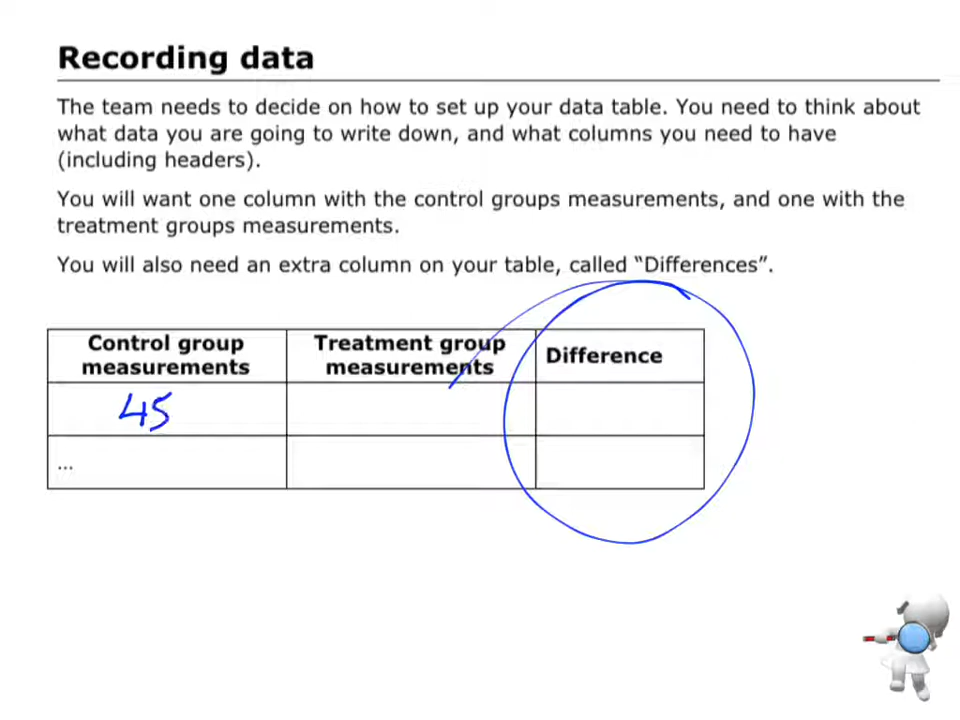 Recording data
The team needs to decide on how to set up your data table. You need to think about
what data you are going to write down, and what columns you need to have
(including headers).
You will want one column with the control groups measurements, and one with the
treatment groups measurements.
You will also need an extra column on your table, called “Differences”.
Control group
measurements
Treatment group
measurements
Difference
45
...